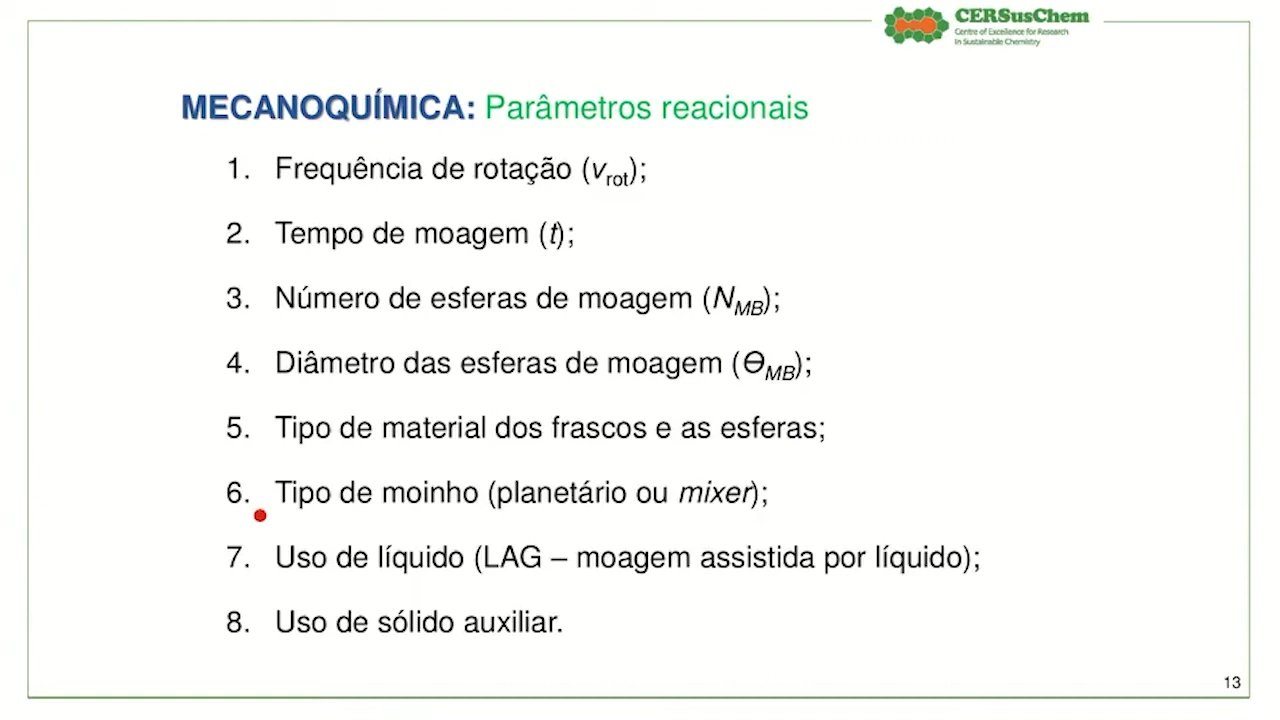 CERSusChem
Centre of Excellence for Research
in Sustainable Chemistry
MECANOQUÍMICA: Parâmetros reacionais
1. Frequência de rotação (νrot);
2. Tempo de moagem (t);
3. Número de esferas de moagem (NMB);
4. Diâmetro das esferas de moagem (ϴMB);
5. Tipo de material dos frascos e as esferas;
6. Tipo de moinho (planetário ou mixer);
7. Uso de líquido (LAG – moagem assistida por líquido);
8. Uso de sólido auxiliar.
13